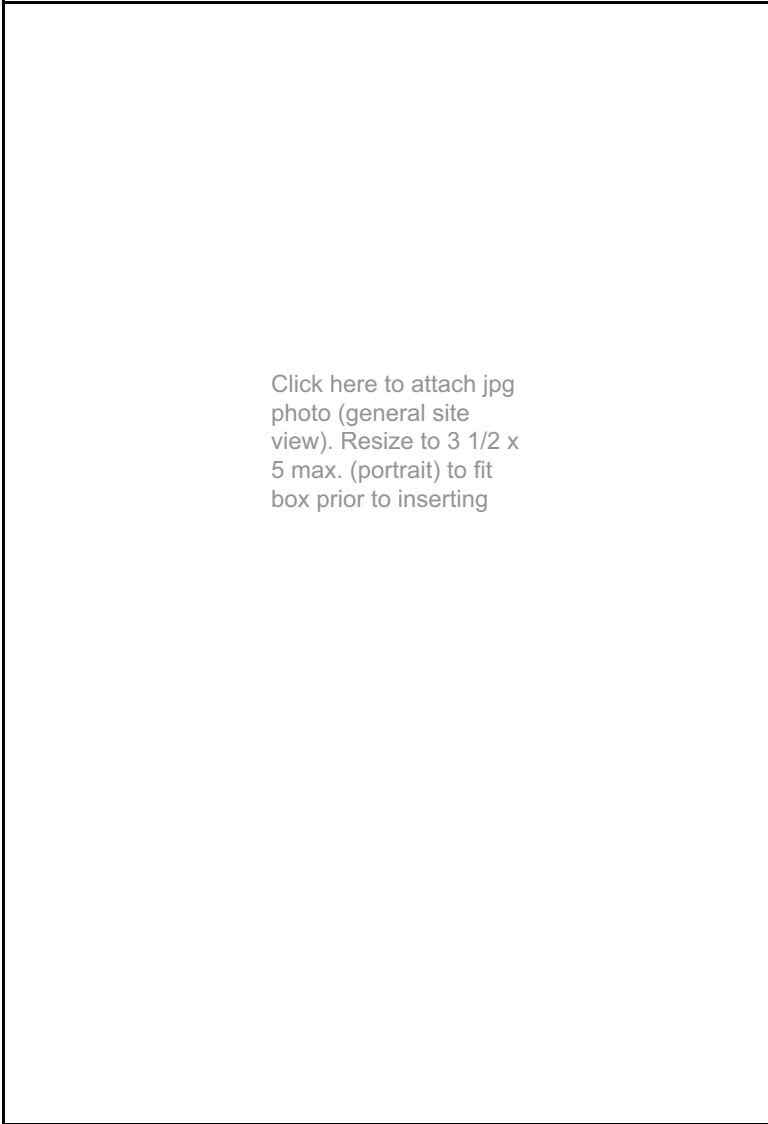 Click here to attach jpg
photo (general site
view). Resize to 3 1/2 x
5 max. (portrait) to fit
box prior to inserting